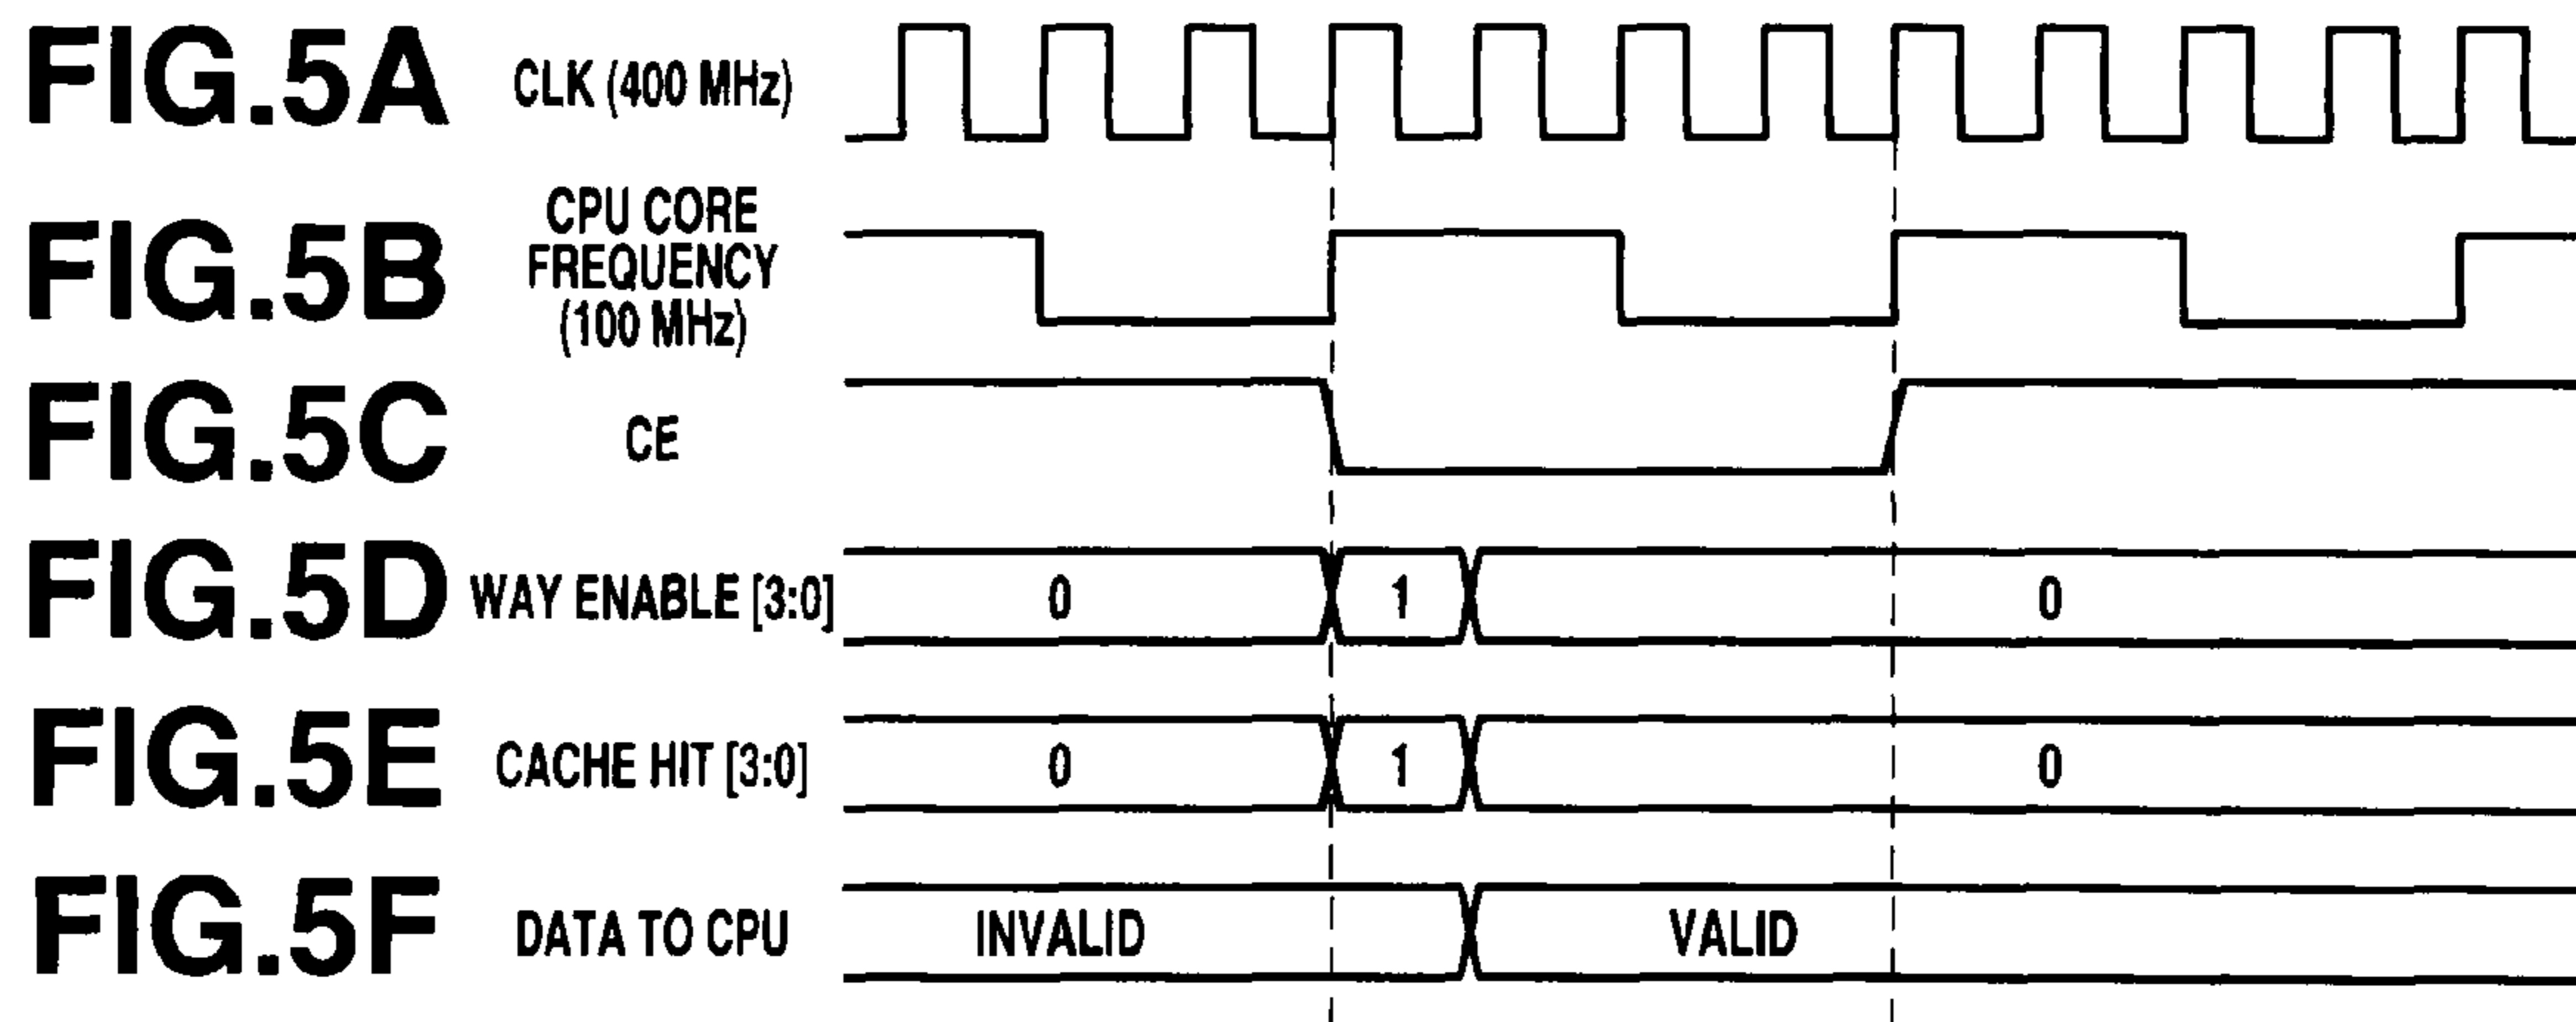 FIG.5A CLK (400 MHz)
FIG.5B CPU CORE
FREQUENCY
(100 MHz)
FIG.5C CE
FIG.5D WAY ENABLE [3:0] 0 1 0
FIG.5E CACHE HIT [3:0] 0 1 0
FIG.5F DATA TO CPU INVALID VALID